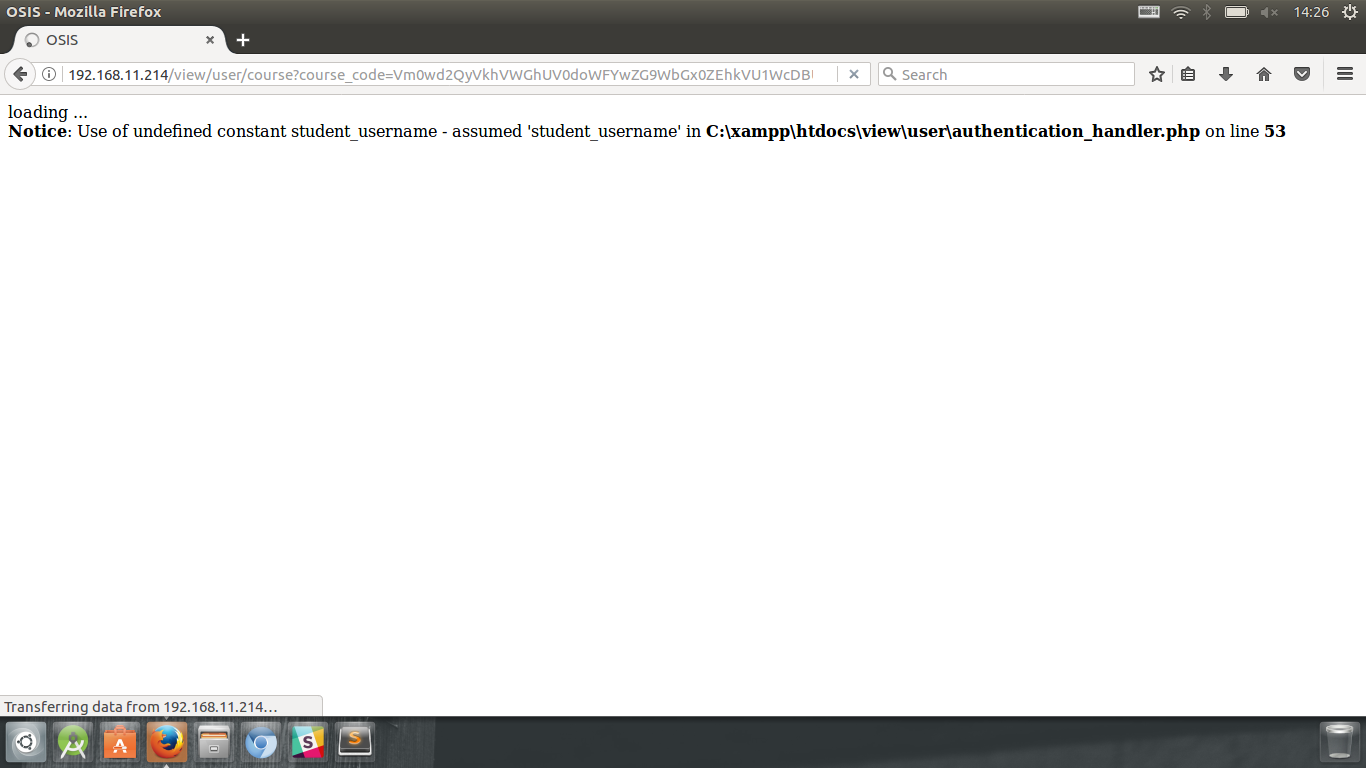 OSIS - Mozilla Firefox
14:26
OSIS
192.168.11.214/view/user/course?course_code=Vm0wd2QyVkhVWGhUV0doWFYwZG9WbGx0ZEhkVU1WcDBU
Search
loading ...
Notice: Use of undefined constant student_username - assumed 'student_username' in C:\xampp\htdocs\view\user\authentication_handler.php on line 53
Transferring data from 192.168.11.214…